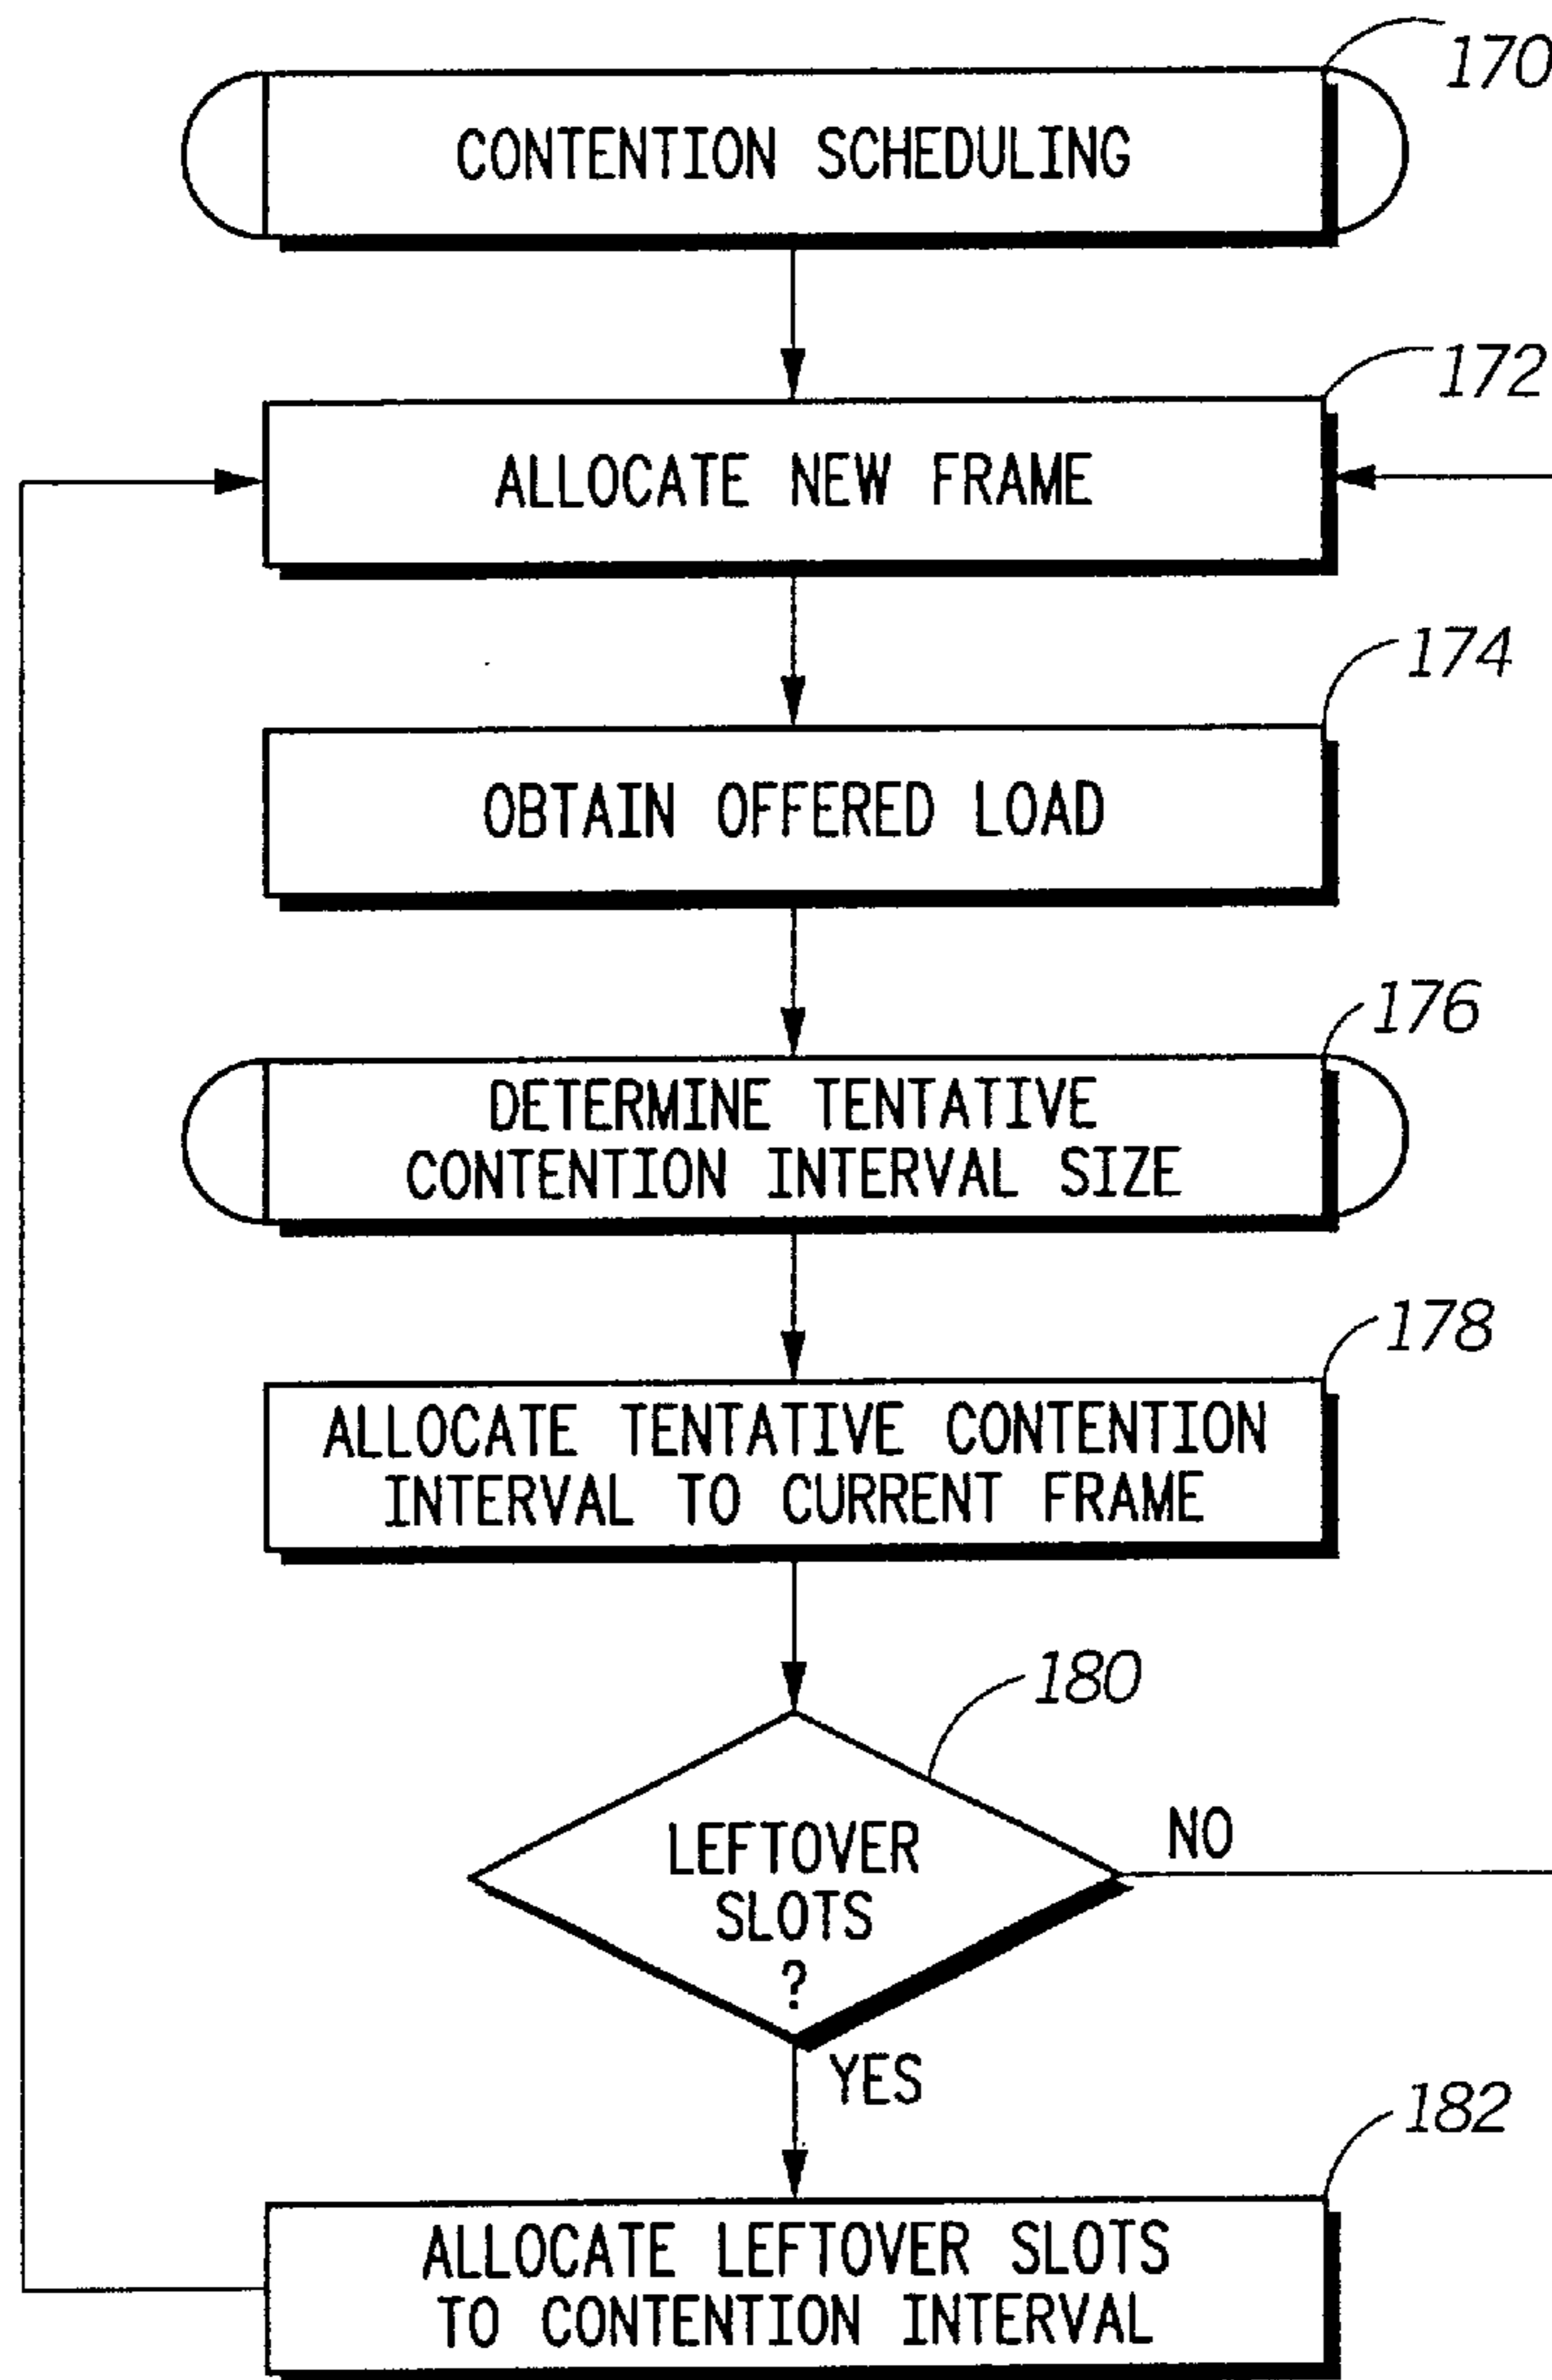 170
CONTENTION SCHEDULING
172
ALLOCATE NEW FRAME
174
OBTAIN OFFERED LOAD
176
DETERMINE TENTATIVE
CONTENTION INTERVAL SIZE
178
ALLOCATE TENTATIVE CONTENTION
INTERVAL TO CURRENT FRAME
180
LEFTOVER
SLOTS
?
NO
YES
182
ALLOCATE LEFTOVER SLOTS
TO CONTENTION INTERVAL